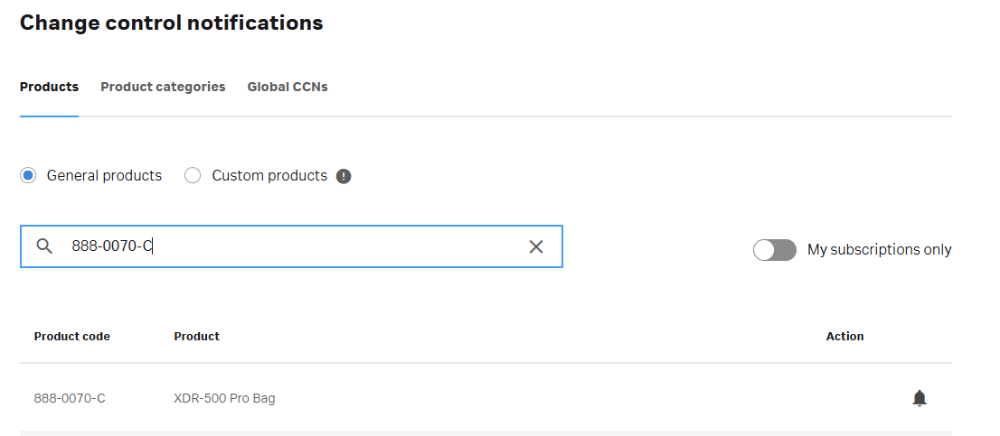 Change control notifications
Products Product categories Global CCNs
General products Custom products
888-0070-C
My subscriptions only
Product code Product Action
888-0070-C XDR-500 Pro Bag